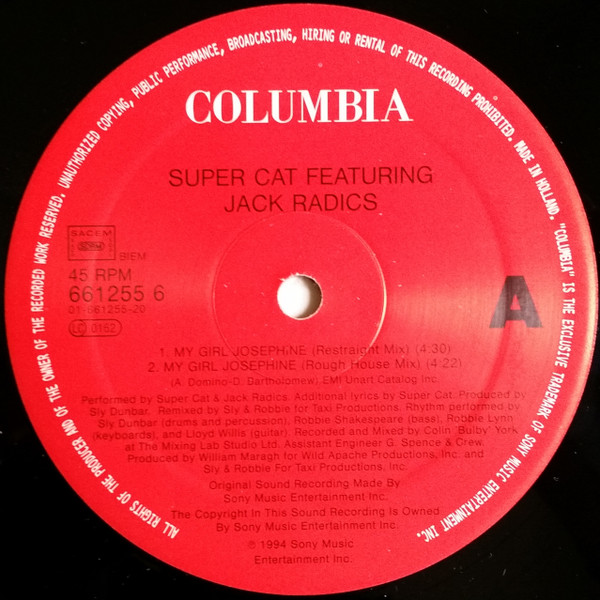 ALL RIGHTS OF THE PRODUCER AND OF THE OWNER OF THE RECORDED WORK RESERVED. UNAUTHORIZED COPYING, PUBLIC PERFORMANCE, BROADCASTING, HIRING OR RENTAL OF THIS RECORDING PROHIBITED. MADE IN HOLLAND. "COLUMBIA" IS THE EXCLUSIVE TRADEMARK OF SONY MUSIC ENTERTAINMENT INC.
COLUMBIA
SUPER CAT FEATURING
JACK RADICS
SACEM
BIEM
45 RPM
661255 6
01-661255-20
LC 0162
A
1. MY GIRL JOSEPHINE (Restraight Mix) (4:30)
2. MY GIRL JOSEPHINE (Rough House Mix) (4:22)
(A. Domino-D. Bartholomew) EMI Unart Catalog Inc.
Performed by Super Cat & Jack Radics. Additional lyrics by Super Cat. Produced by
Sly Dunbar. Remixed by Sly & Robbie for Taxi Productions. Rhythm performed by
Sly Dunbar (drums and percussion), Robbie Shakespeare (bass), Robbie Lynn
(keyboards), and Lloyd Willis (guitar). Recorded and Mixed by Colin 'Bulby' York
at The Mixing Lab Studio Ltd. Assistant Engineer G. Spence & Crew.
Produced by William Maragh for Wild Apache Productions, Inc. and
Sly & Robbie For Taxi Productions, Inc.
Original Sound Recording Made By
Sony Music Entertainment Inc.
The Copyright In This Sound Recording Is Owned
By Sony Music Entertainment Inc.
℗ 1994 Sony Music
Entertainment Inc.